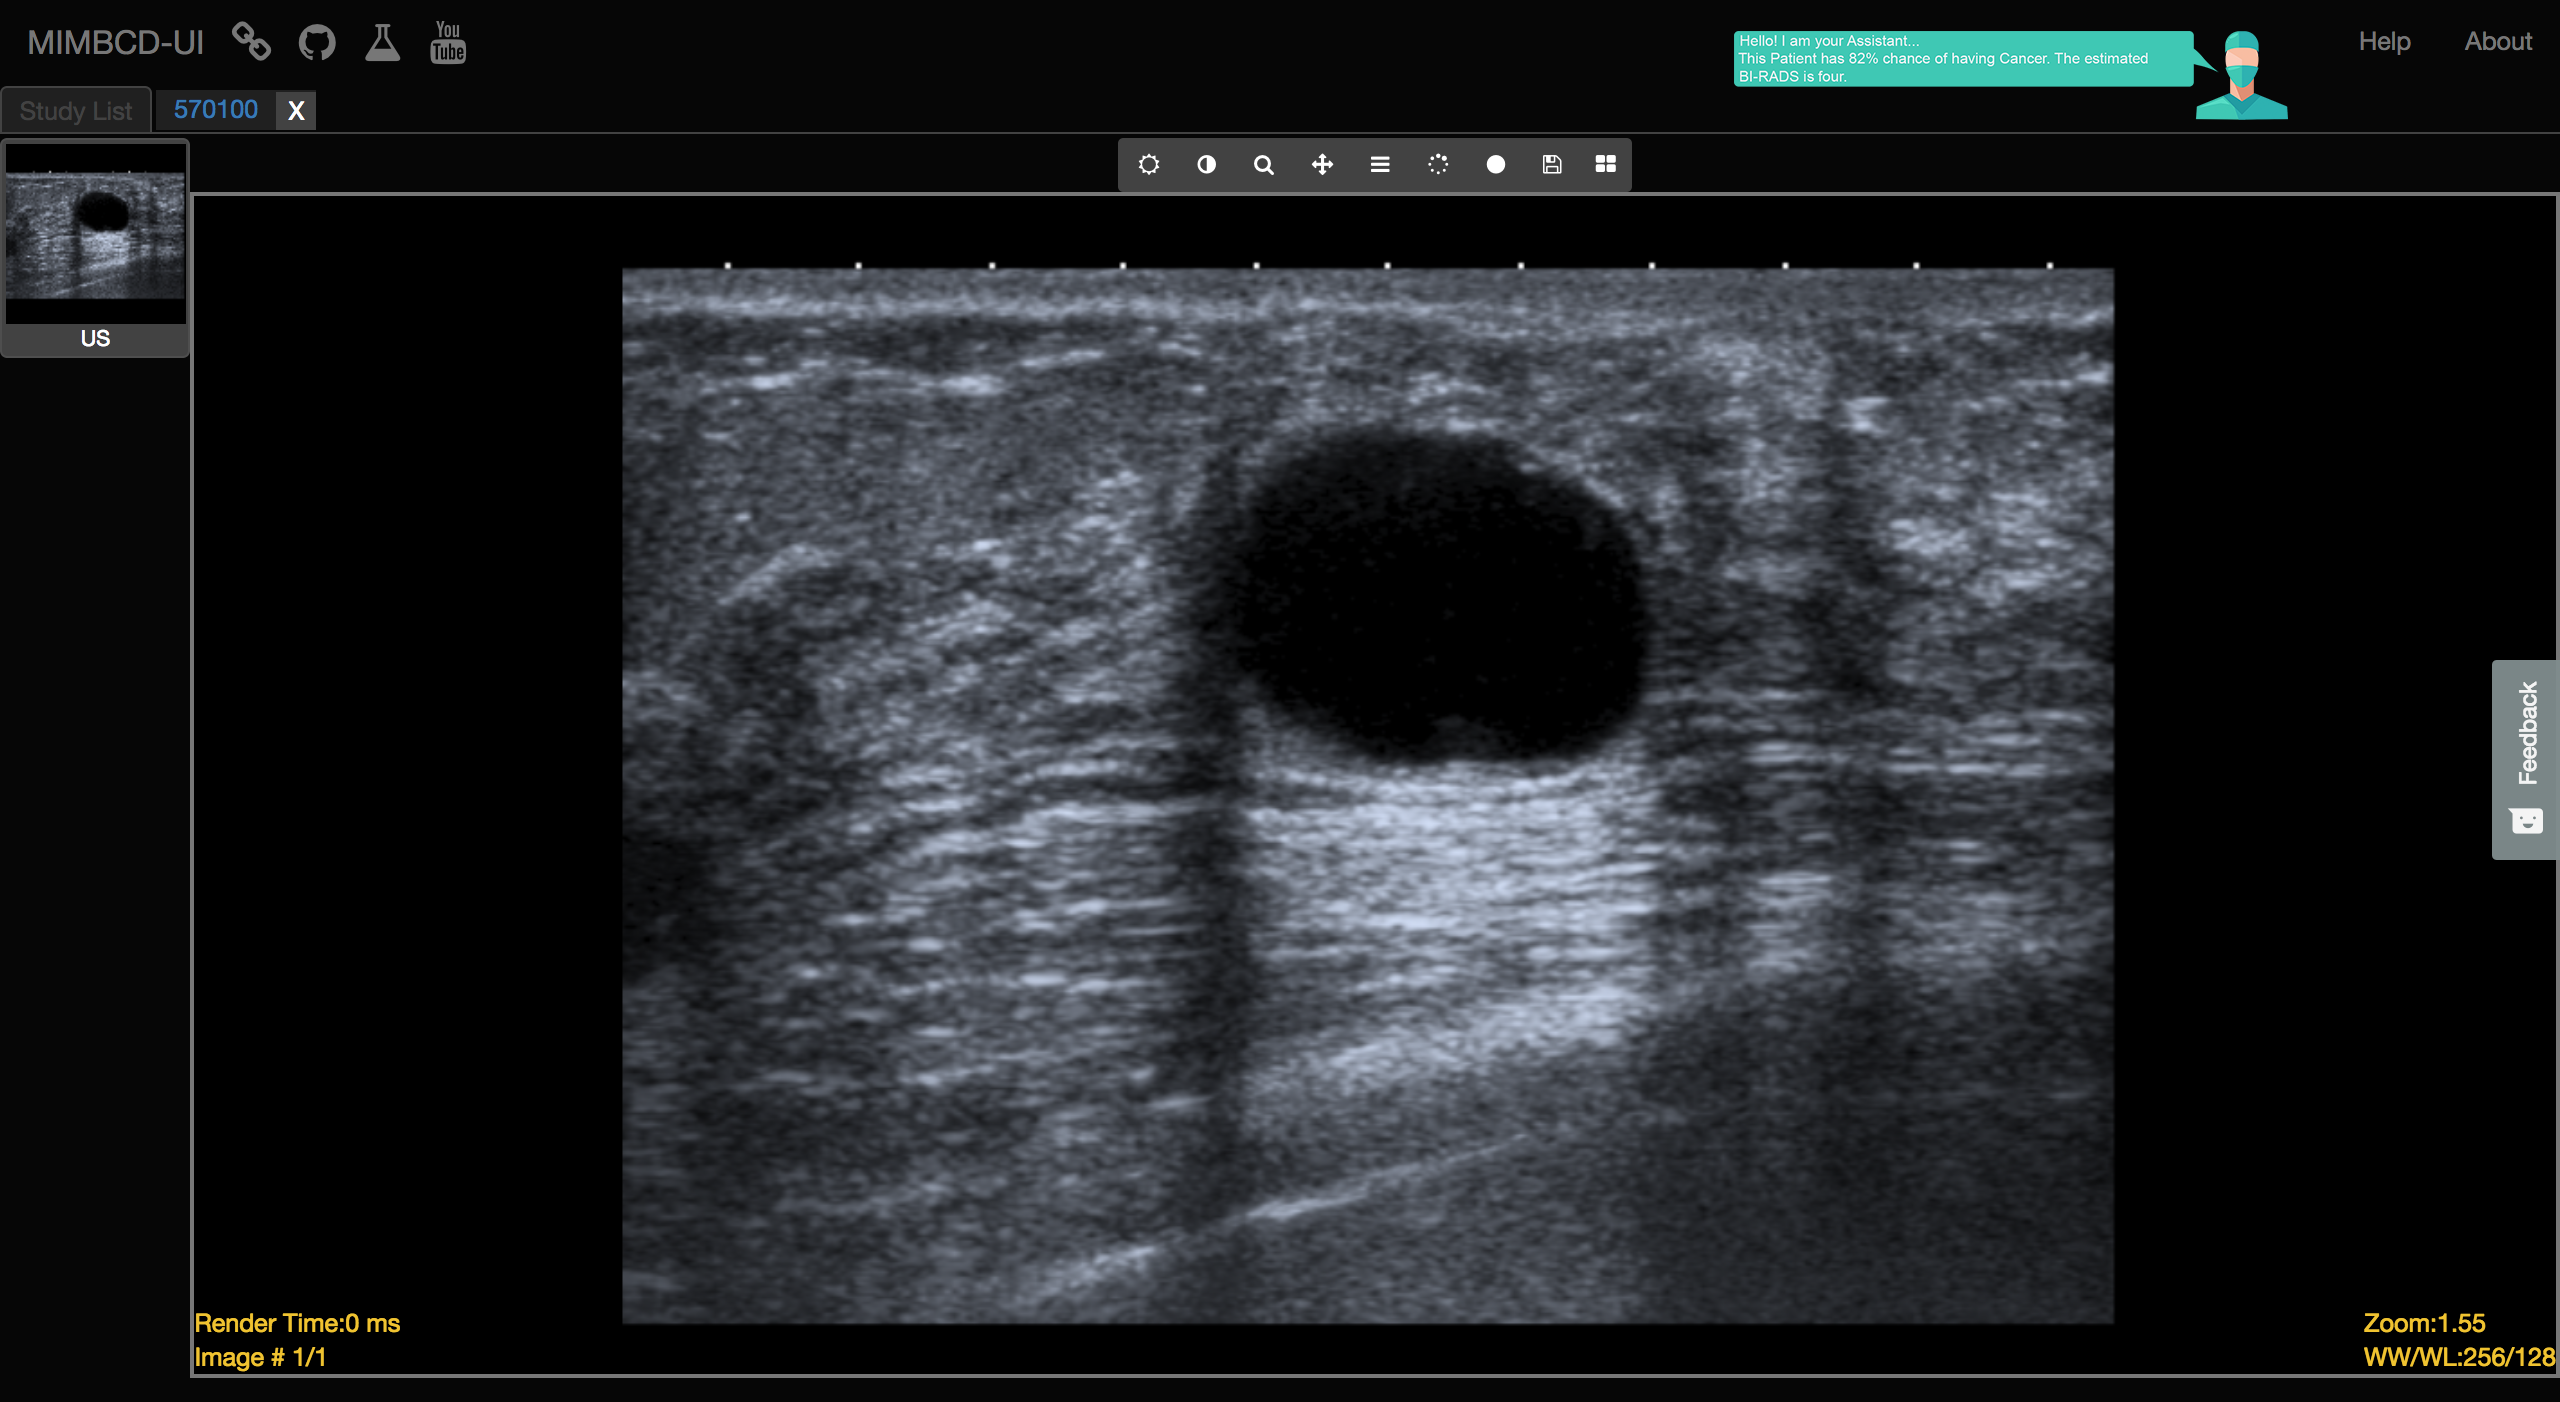 MIMBCD-UI
You
Tube
Hello! I am your Assistant...
This Patient has 82% chance of having Cancer. The estimated
BI-RADS is four.
Help
About
Study List
570100
X
US
Feedback
Render Time:0 ms
Image # 1/1
Zoom:1.55
WW/WL:256/128